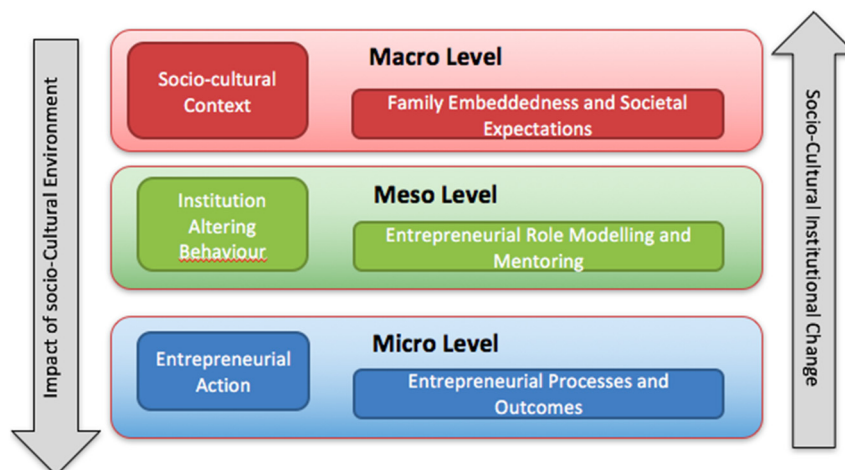 Impact of socio-Cultural Environment
Macro Level
Socio-cultural
Context
Family Embeddedness and Societal
Expectations
Meso Level
Institution
Altering
Behaviour
Entrepreneurial Role Modelling and
Mentoring
Micro Level
Entrepreneurial
Action
Entrepreneurial Processes and
Outcomes
Socio-Cultural Institutional Change